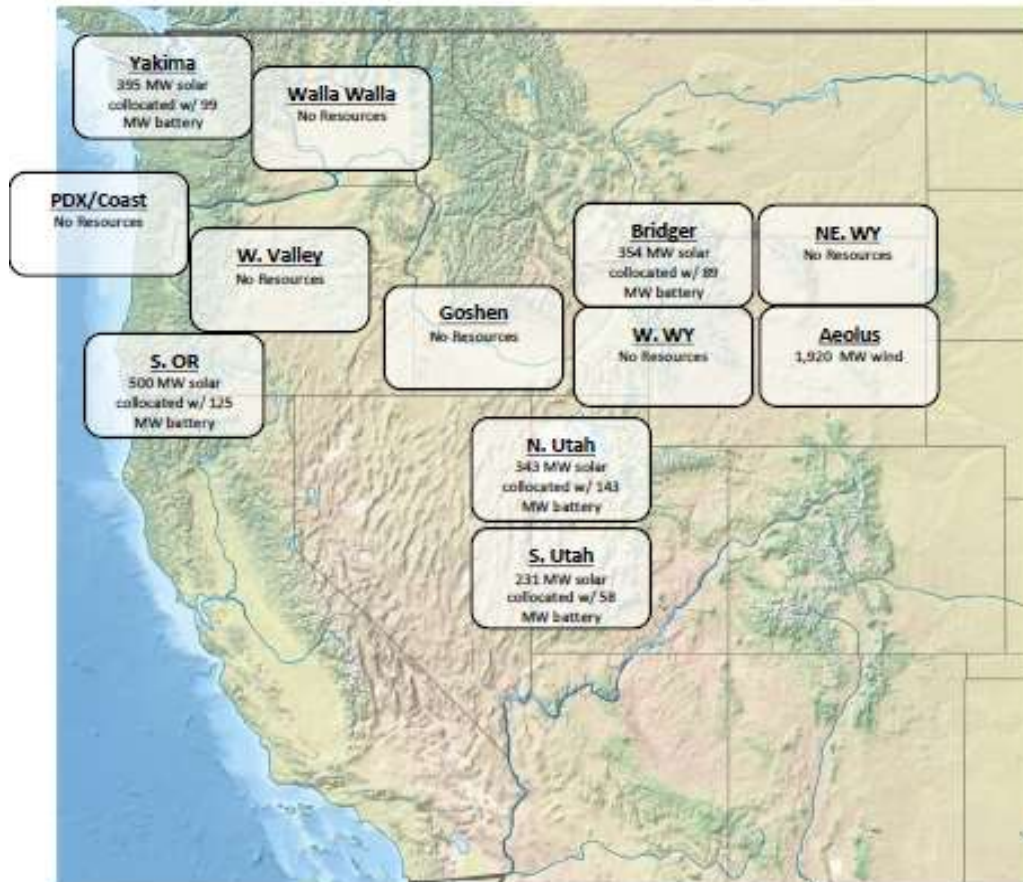 Yakima
395 MW solar
collocated w/ 99
MW battery
Walla Walla
No Resources
PDX/Coast
No Resources
W. Valley
No Resources
Bridger
354 MW solar
collocated w/ 89
MW battery
NE. WY
No Resources
Goshen
No Resources
W. WY
No Resources
Aeolus
1,920 MW wind
S. OR
500 MW solar
collocated w/ 125
MW battery
N. Utah
343 MW solar
collocated w/ 143
MW battery
S. Utah
231 MW solar
collocated w/ 58
MW battery